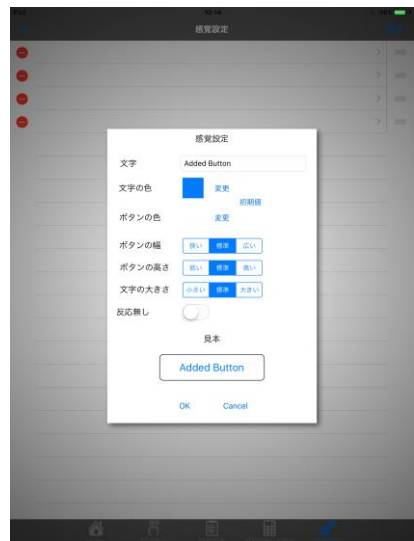 iPad 10:14
感覚設定
感覚設定
文字 Added Button
文字の色 変更
初期値
ボタンの色 変更
ボタンの幅 狭い 標準 広い
ボタンの高さ 低い 標準 高い
文字の大きさ 小さい 標準 大きい
反応無し
見本
Added Button
OK Cancel